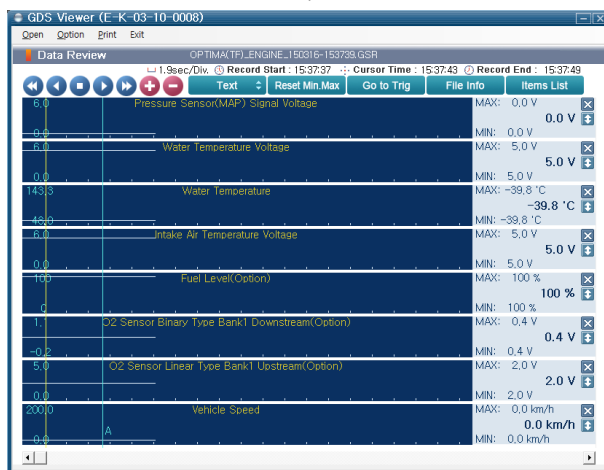 GDS Viewer (E-K-03-10-0008)
Open Option Print Exit
Data Review OPTIMA(TF)_ENGINE_150316-153739.GSR
1.9sec/Div. Record Start : 15:37:37 Cursor Time : 15:37:43 Record End : 15:37:49
Text Reset Min.Max Go to Trig File Info Items List
6.0 Pressure Sensor(MAP) Signal Voltage MAX: 0.0 V
0.0 V
0.0 MIN: 0.0 V
6.0 Water Temperature Voltage MAX: 5.0 V
5.0 V
0.0 MIN: 5.0 V
143.3 Water Temperature MAX: -39.8 °C
-39.8 °C
MIN: -39.8 °C
6.0 Intake Air Temperature Voltage MAX: 5.0 V
5.0 V
0.0 MIN: 5.0 V
100 Fuel Level(Option) MAX: 100 %
100 %
0 MIN: 100 %
1. O2 Sensor Binary Type Bank1 Downstream(Option) MAX: 0.4 V
0.4 V
-0.2 MIN: 0.4 V
5.0 O2 Sensor Linear Type Bank1 Upstream(Option) MAX: 2.0 V
2.0 V
0.0 MIN: 2.0 V
200.0 Vehicle Speed MAX: 0.0 km/h
A 0.0 km/h
0.0 MIN: 0.0 km/h